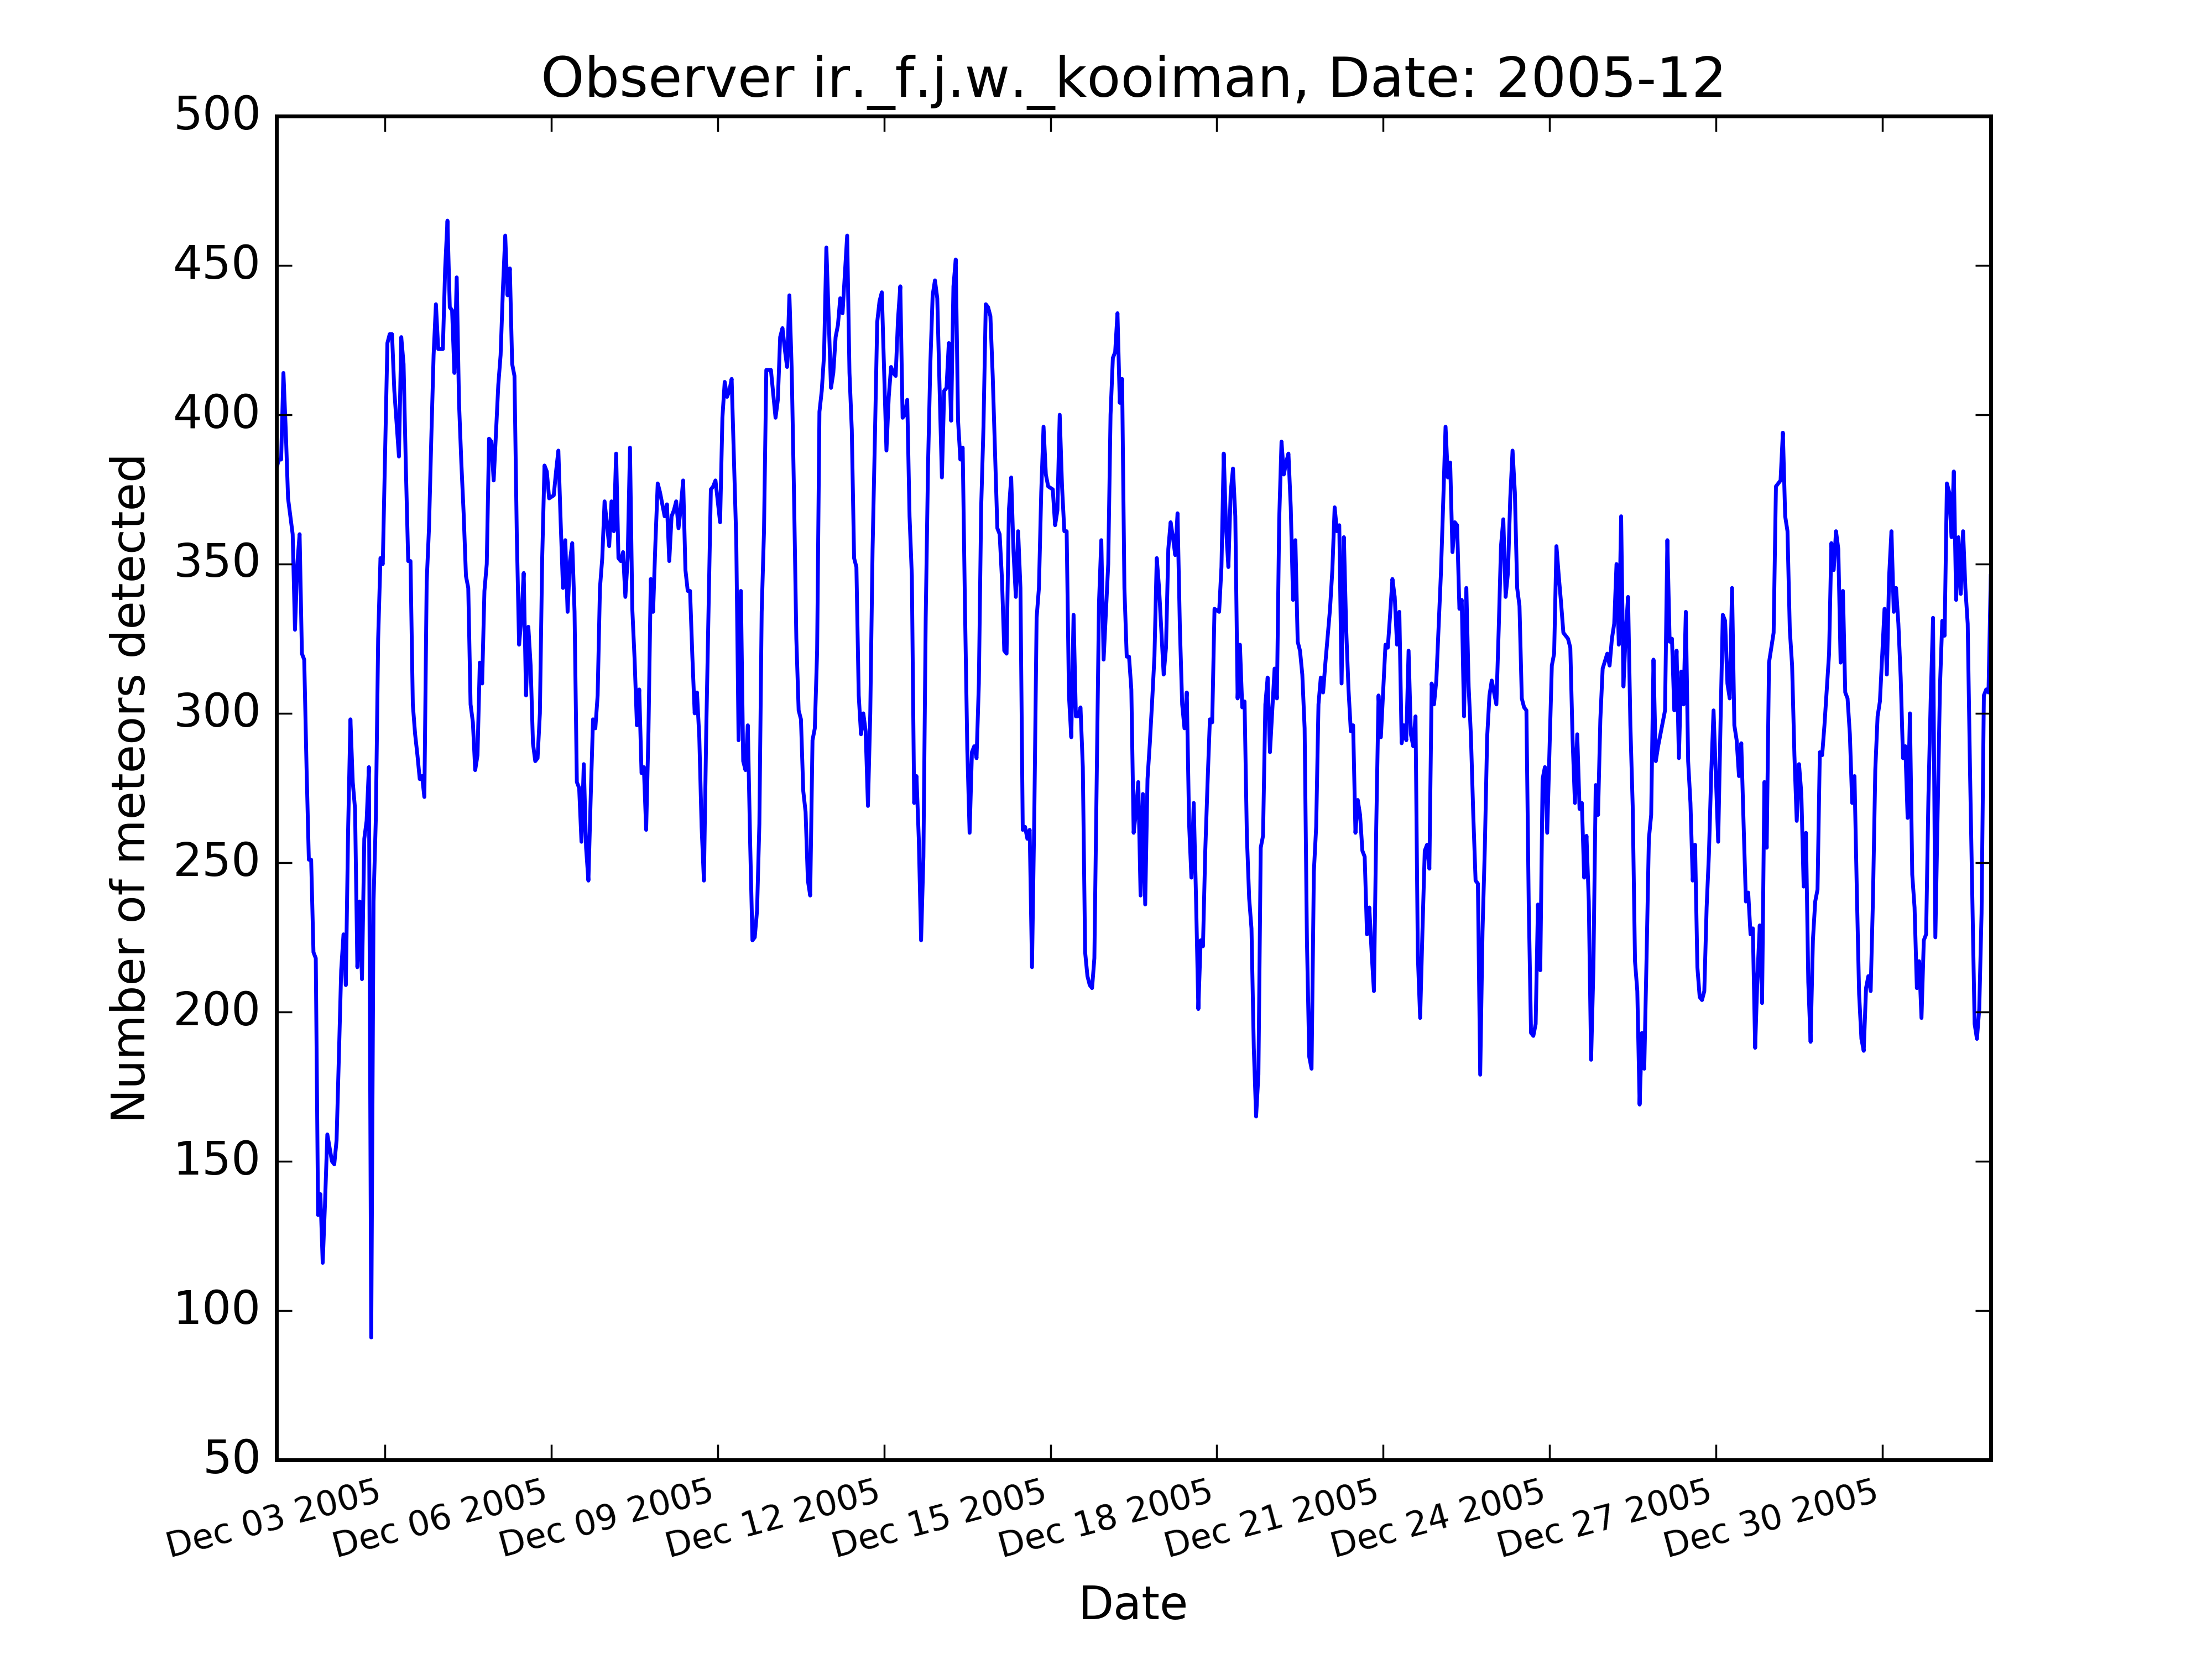 Observer ir._f.j.w._kooiman, Date: 2005-12
500
450
400
350
300
250
200
150
100
50
Number of meteors detected
Dec 03 2005
Dec 06 2005
Dec 09 2005
Dec 12 2005
Dec 15 2005
Dec 18 2005
Dec 21 2005
Dec 24 2005
Dec 27 2005
Dec 30 2005
Date